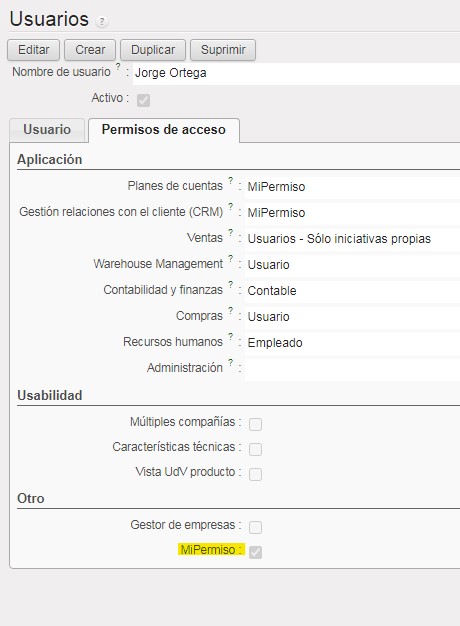 Usuarios ?
Editar Crear Duplicar Suprimir
Nombre de usuario ? : Jorge Ortega
Activo :
Usuario Permisos de acceso
Aplicación
Planes de cuentas ? : MiPermiso
Gestión relaciones con el cliente (CRM) ? : MiPermiso
Ventas ? : Usuarios - Sólo iniciativas propias
Warehouse Management ? : Usuario
Contabilidad y finanzas ? : Contable
Compras ? : Usuario
Recursos humanos ? : Empleado
Administración ? :
Usabilidad
Múltiples compañías :
Características técnicas :
Vista UdV producto :
Otro
Gestor de empresas :
MiPermiso :